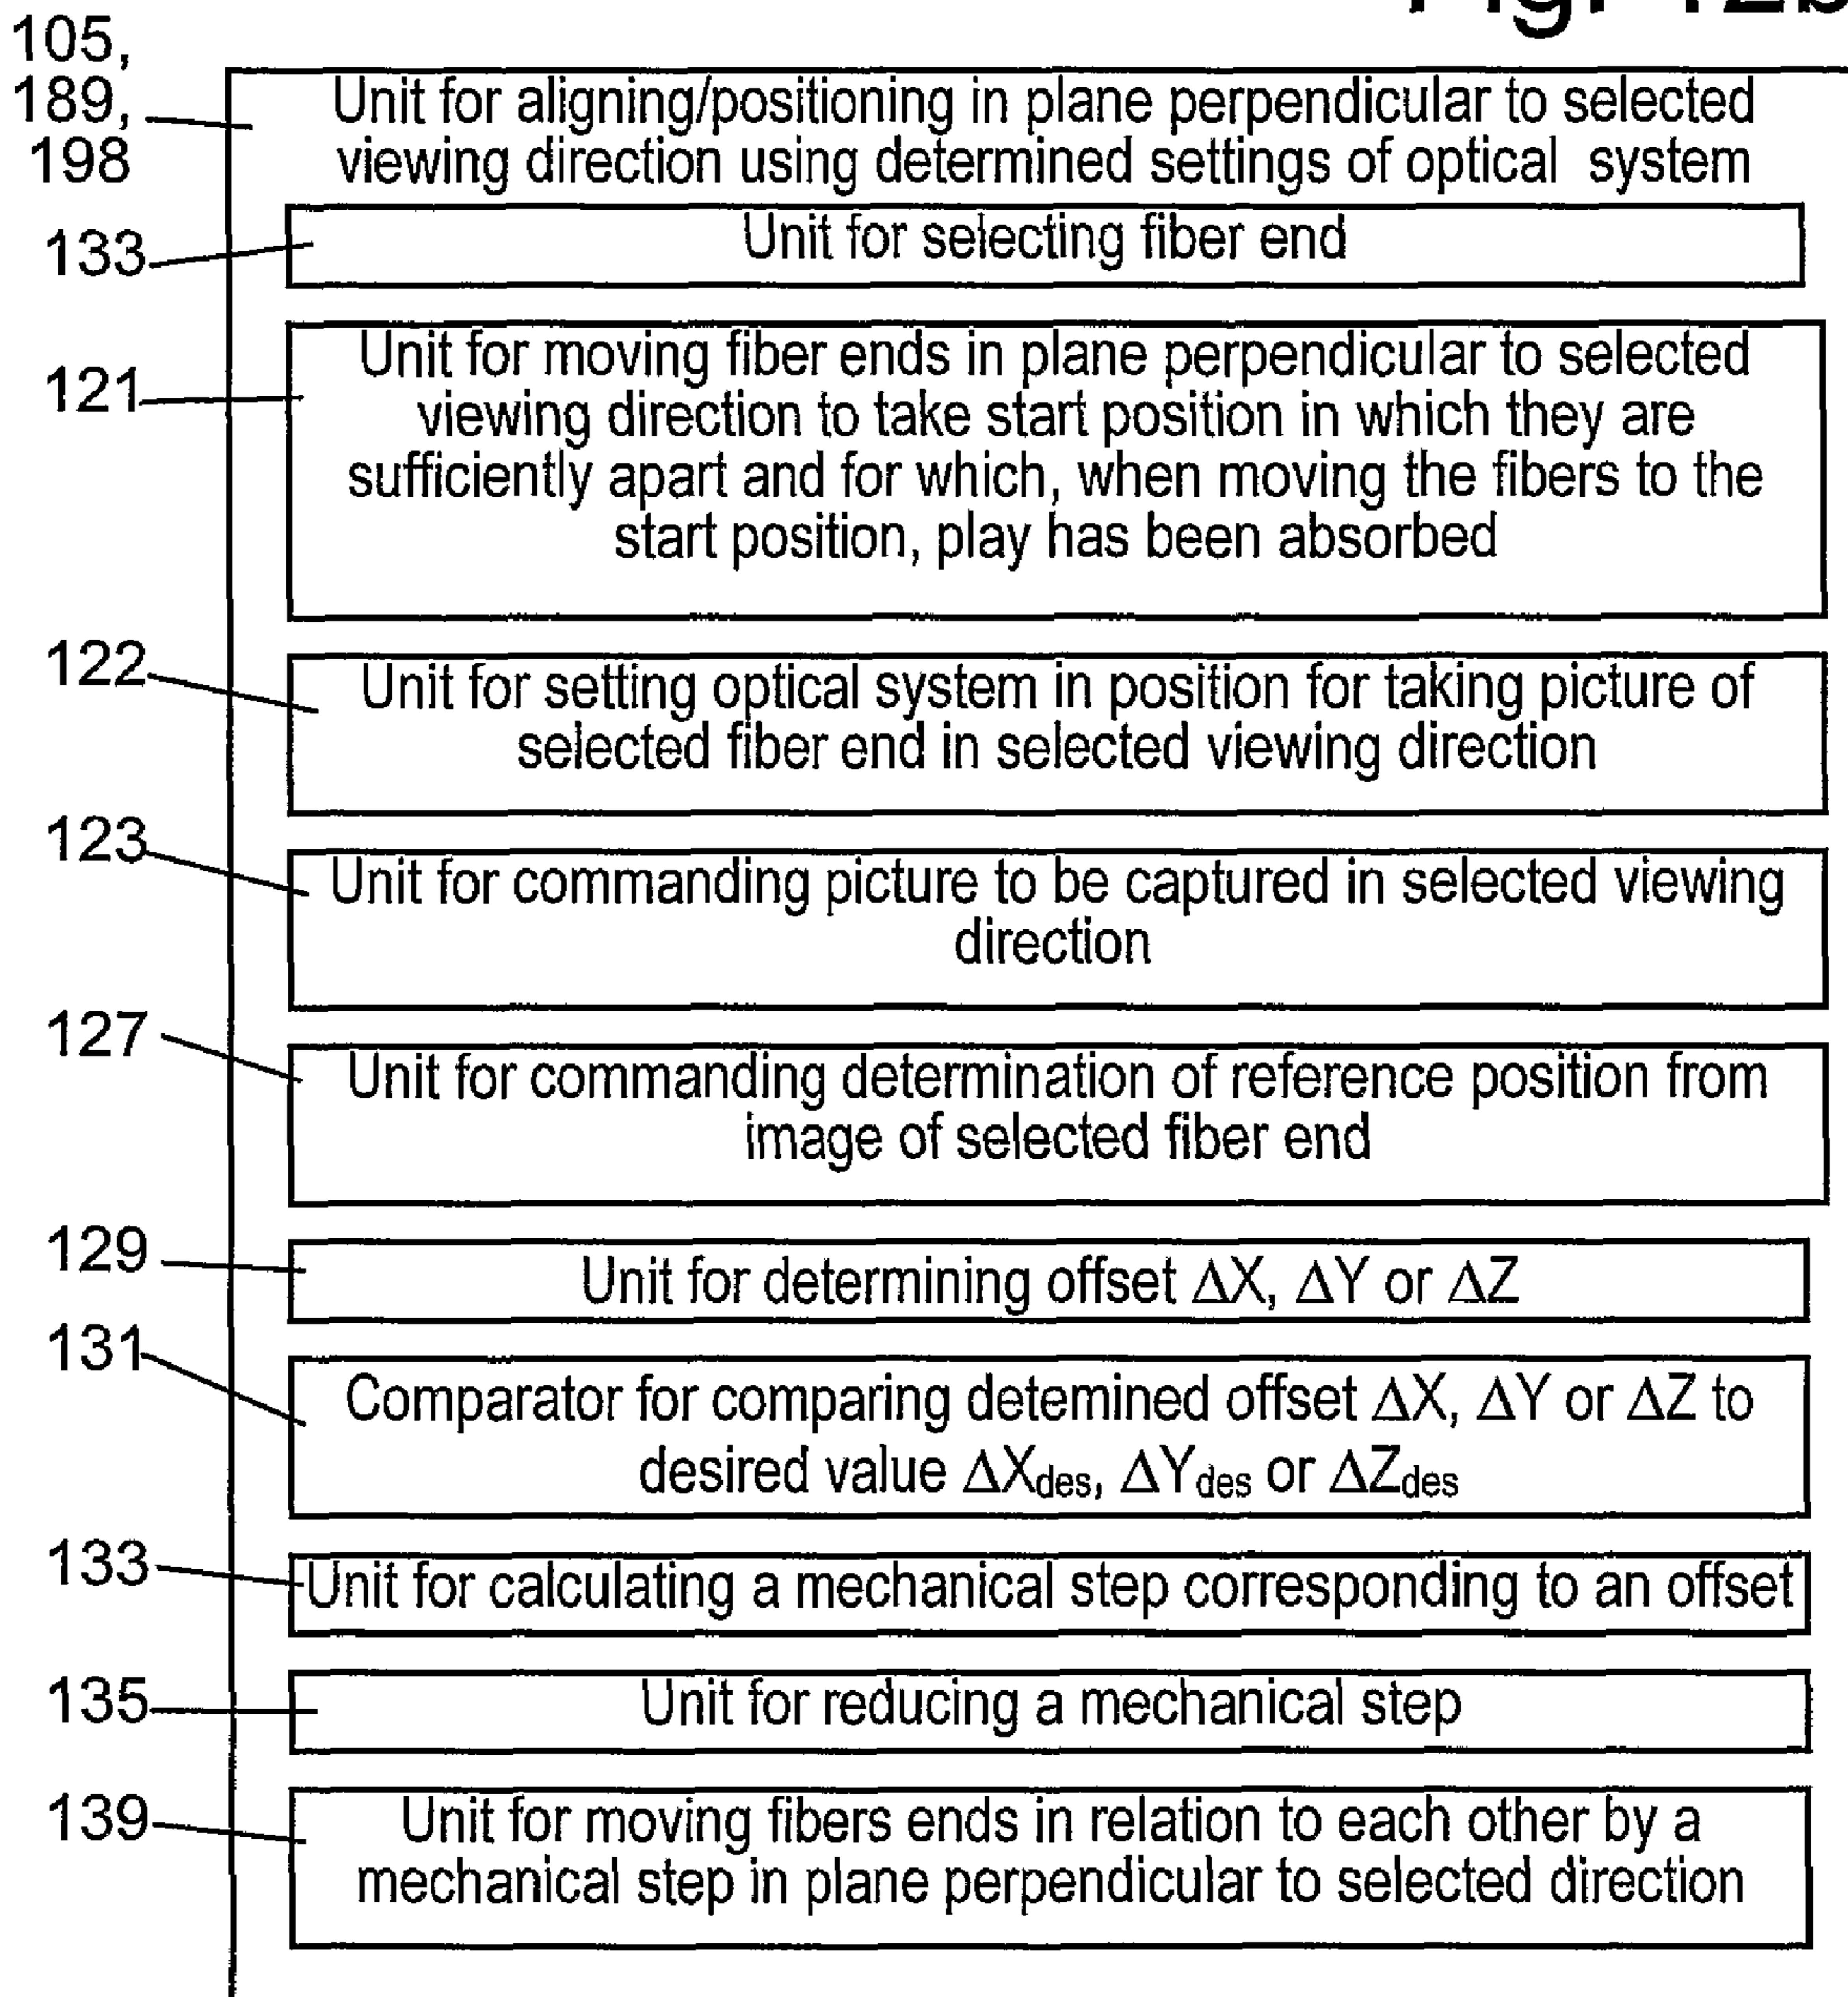 Fig. 12b
105,
189,
198
Unit for aligning/positioning in plane perpendicular to selected
viewing direction using determined settings of optical system
133
Unit for selecting fiber end
121
Unit for moving fiber ends in plane perpendicular to selected
viewing direction to take start position in which they are
sufficiently apart and for which, when moving the fibers to the
start position, play has been absorbed
122
Unit for setting optical system in position for taking picture of
selected fiber end in selected viewing direction
123
Unit for commanding picture to be captured in selected viewing
direction
127
Unit for commanding determination of reference position from
image of selected fiber end
129
Unit for determining offset ΔX, ΔY or ΔZ
131
Comparator for comparing detemined offset ΔX, ΔY or ΔZ to
desired value ΔXdes, ΔYdes or ΔZdes
133
Unit for calculating a mechanical step corresponding to an offset
135
Unit for reducing a mechanical step
139
Unit for moving fibers ends in relation to each other by a
mechanical step in plane perpendicular to selected direction